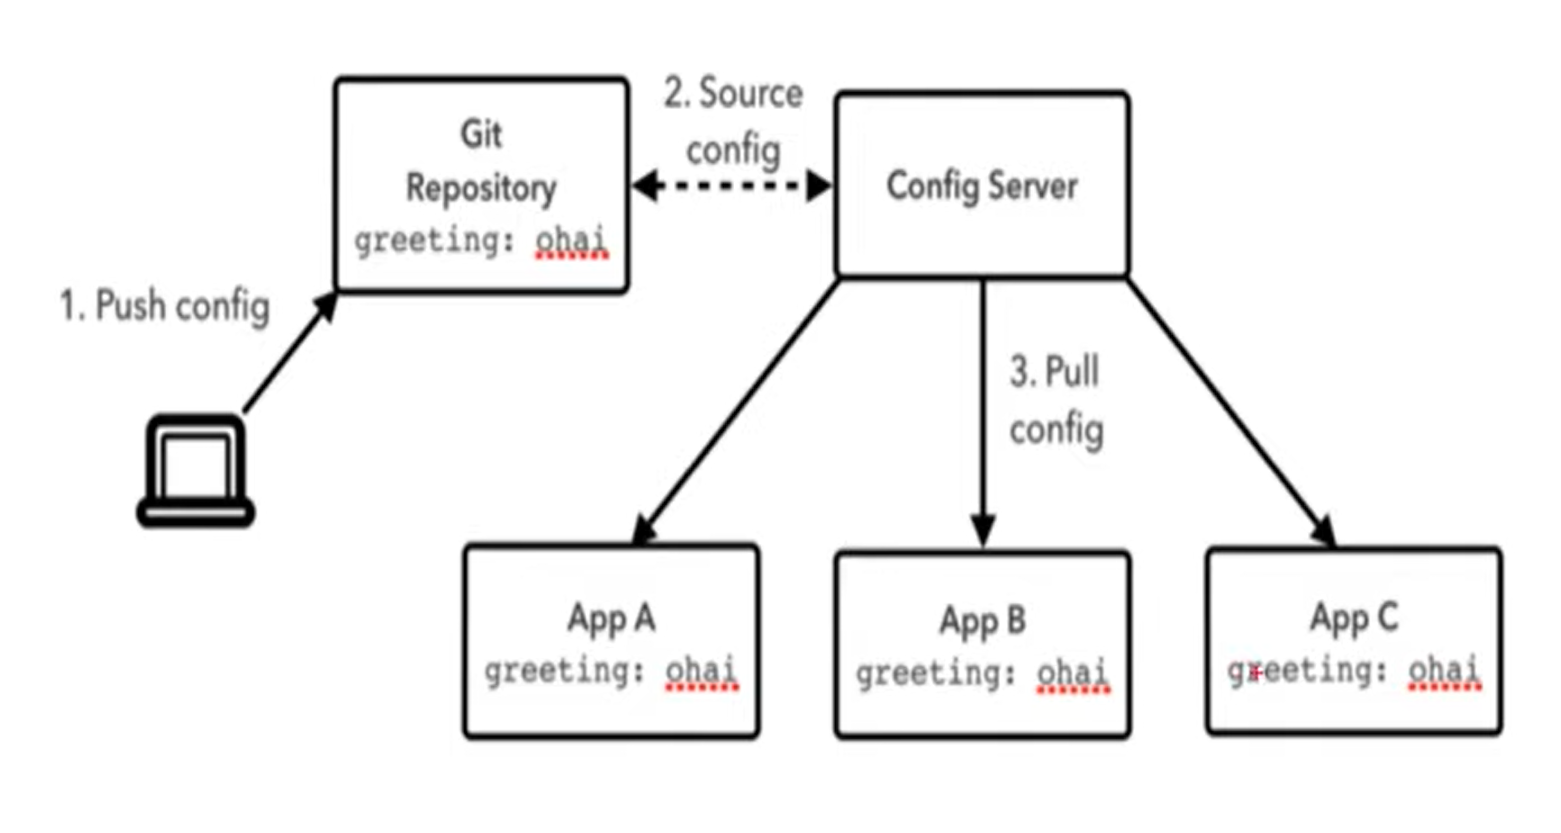 2. Source
config
Git
Repository
greeting: ohai
Config Server
1. Push config
3. Pull
config
App A
greeting: ohai
App B
greeting: ohai
App C
greeting: ohai